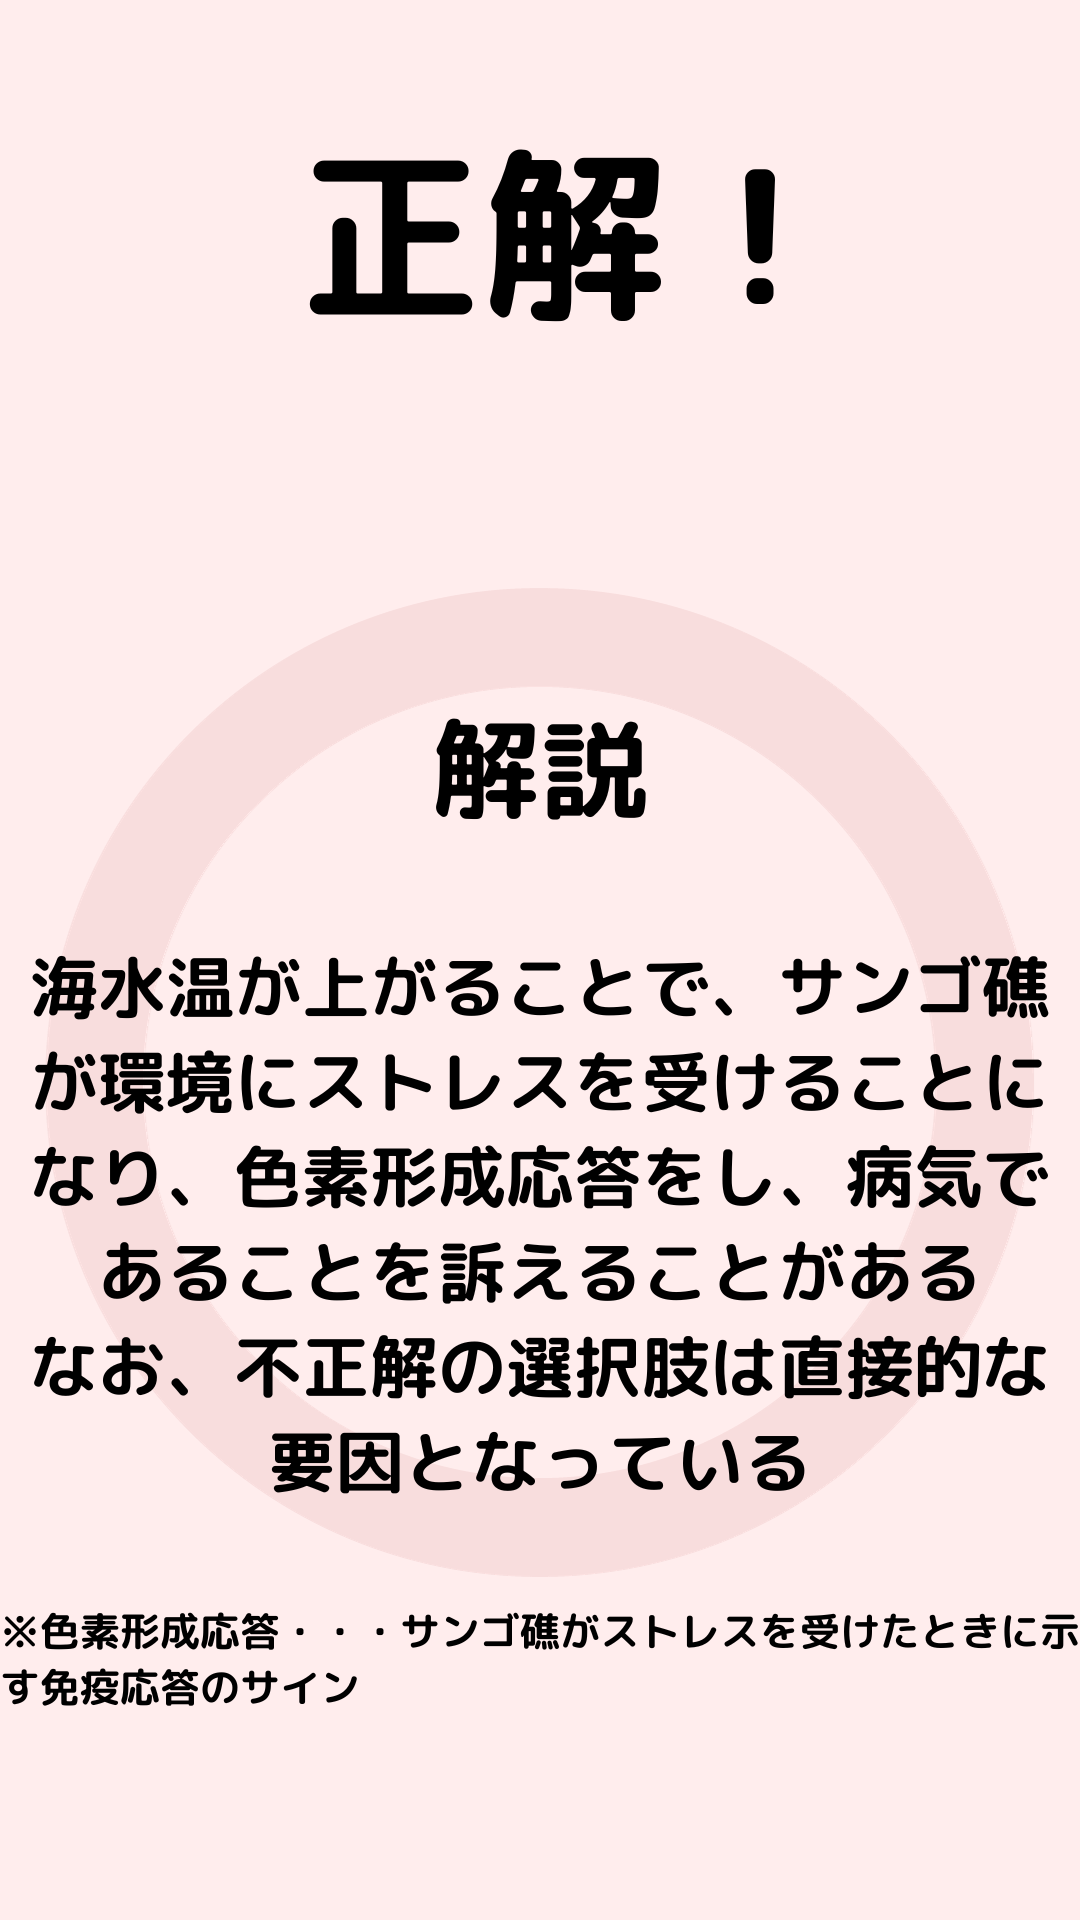 正解！
解説
海水温が上がることで、サンゴ礁
が環境にストレスを受けることに
なり、色素形成応答をし、病気で
あることを訴えることがある
なお、不正解の選択肢は直接的な
要因となっている
※色素形成応答・・・サンゴ礁がストレスを受けたときに示
す免疫応答のサイン